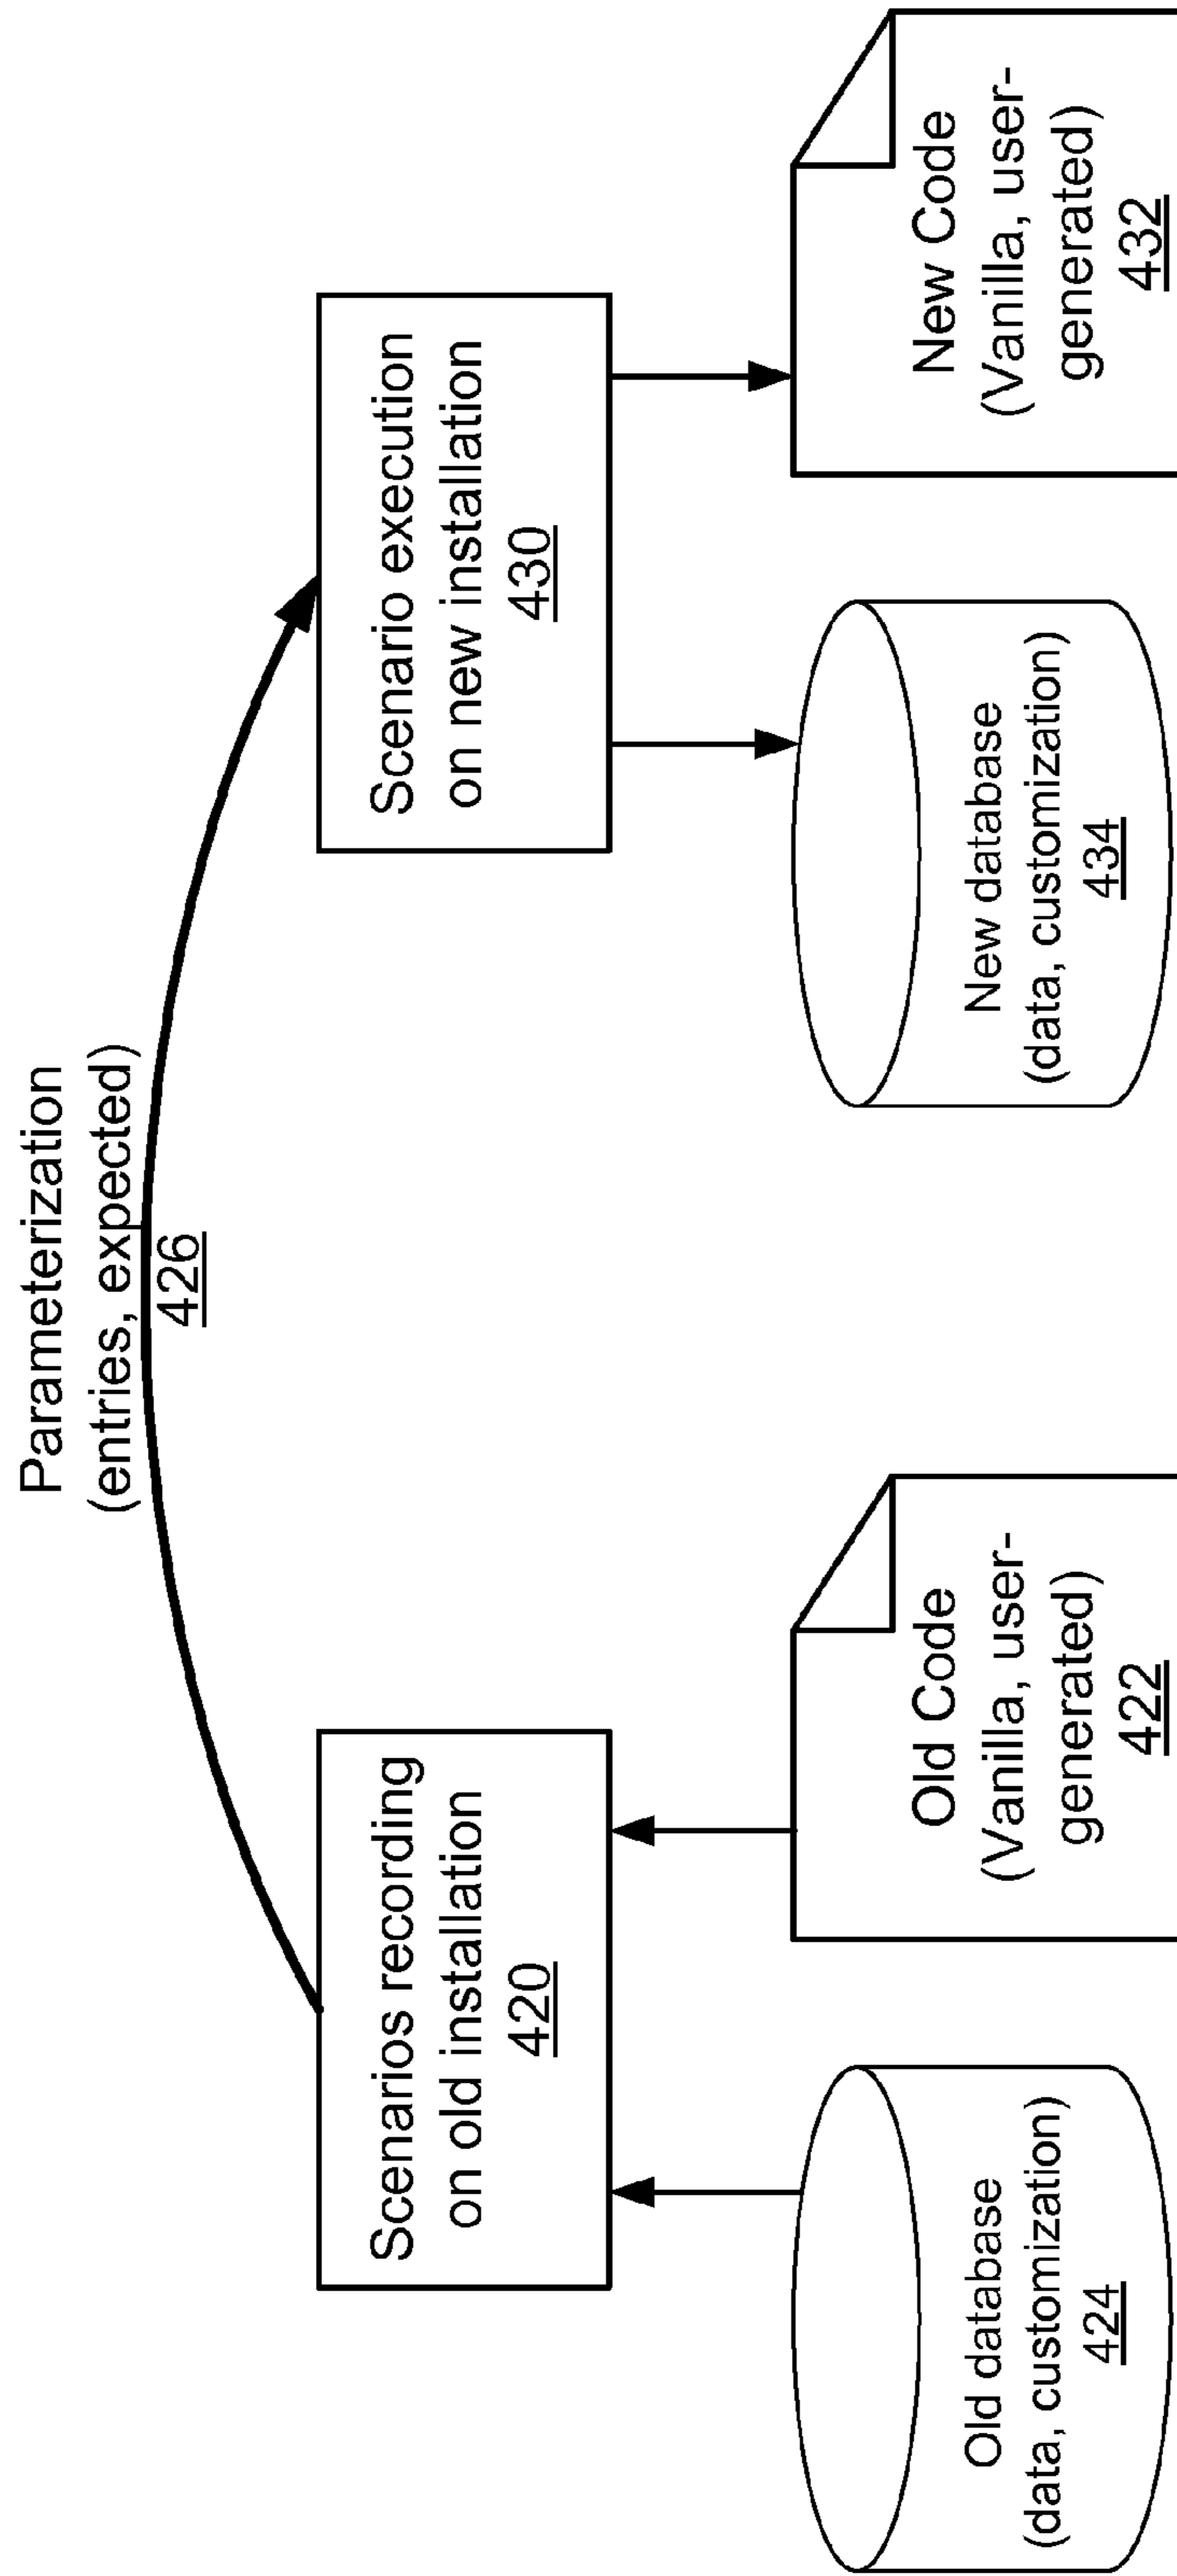 Parameterization
(entries, expected)
426
Scenarios recording
on old installation
420
Scenario execution
on new installation
430
Old database
(data, customization)
424
Old Code
(Vanilla, user-
generated)
422
New database
(data, customization)
434
New Code
(Vanilla, user-
generated)
432